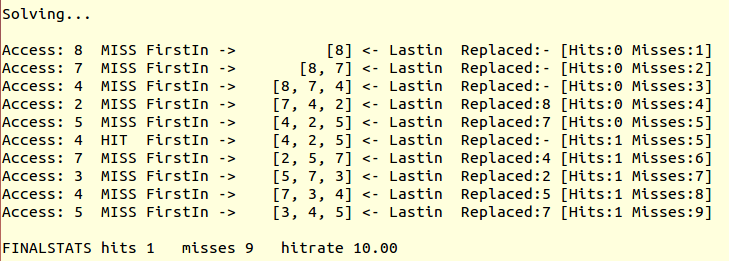 Solving...
Access: 8  MISS FirstIn ->          [8] <- Lastin  Replaced:- [Hits:0 Misses:1]
Access: 7  MISS FirstIn ->       [8, 7] <- Lastin  Replaced:- [Hits:0 Misses:2]
Access: 4  MISS FirstIn ->    [8, 7, 4] <- Lastin  Replaced:- [Hits:0 Misses:3]
Access: 2  MISS FirstIn ->    [7, 4, 2] <- Lastin  Replaced:8 [Hits:0 Misses:4]
Access: 5  MISS FirstIn ->    [4, 2, 5] <- Lastin  Replaced:7 [Hits:0 Misses:5]
Access: 4  HIT  FirstIn ->    [4, 2, 5] <- Lastin  Replaced:- [Hits:1 Misses:5]
Access: 7  MISS FirstIn ->    [2, 5, 7] <- Lastin  Replaced:4 [Hits:1 Misses:6]
Access: 3  MISS FirstIn ->    [5, 7, 3] <- Lastin  Replaced:2 [Hits:1 Misses:7]
Access: 4  MISS FirstIn ->    [7, 3, 4] <- Lastin  Replaced:5 [Hits:1 Misses:8]
Access: 5  MISS FirstIn ->    [3, 4, 5] <- Lastin  Replaced:7 [Hits:1 Misses:9]
FINALSTATS hits 1   misses 9   hitrate 10.00